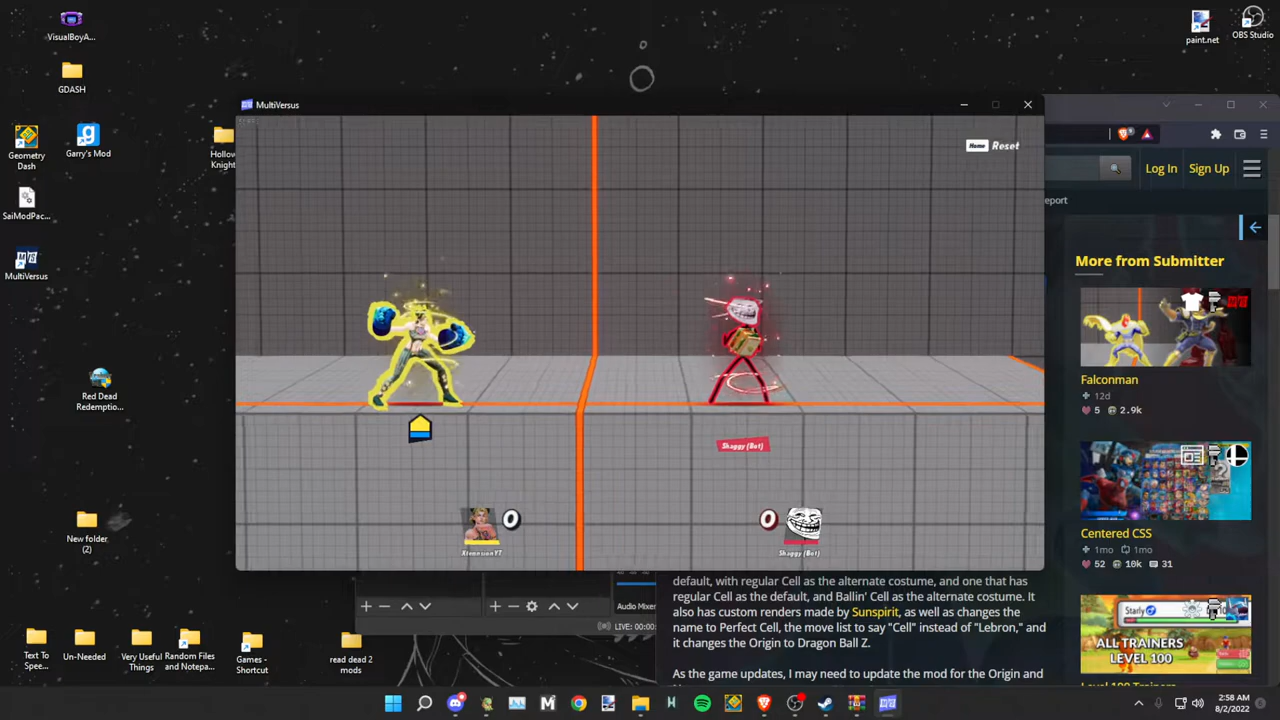 VisualBoyA...
GDASH
Geometry
Dash
Garry's Mod
Hollow
Knight
SaiModPac...
MultiVersus
Red Dead
Redemptio...
New folder
(2)
Text To
Spee...
Un-Needed
Very Useful
Things
Random Files
and Notepa...
Games -
Shortcut
read dead 2
mods
paint.net
OBS Studio
MultiVersus
Home Reset
Shaggy (Bot)
0
XtennsionYT
0
Shaggy (Bot)
Log In
Sign Up
eport
More from Submitter
Falconman
12d
5
2.9k
Centered CSS
1mo
1mo
52
10k
31
Starly
ALL TRAINERS
LEVEL 100
Level 100 Trainers
Audio Mixer
LIVE: 00:00:
default, with regular Cell as the alternate costume, and one that has
regular Cell as the default, and Ballin' Cell as the alternate costume. It
also has custom renders made by Sunspirit, as well as changes the
name to Perfect Cell, the move list to say "Cell" instead of "Lebron," and
it changes the Origin to Dragon Ball Z.
As the game updates, I may need to update the mod for the Origin and
2:58 AM
8/2/2022